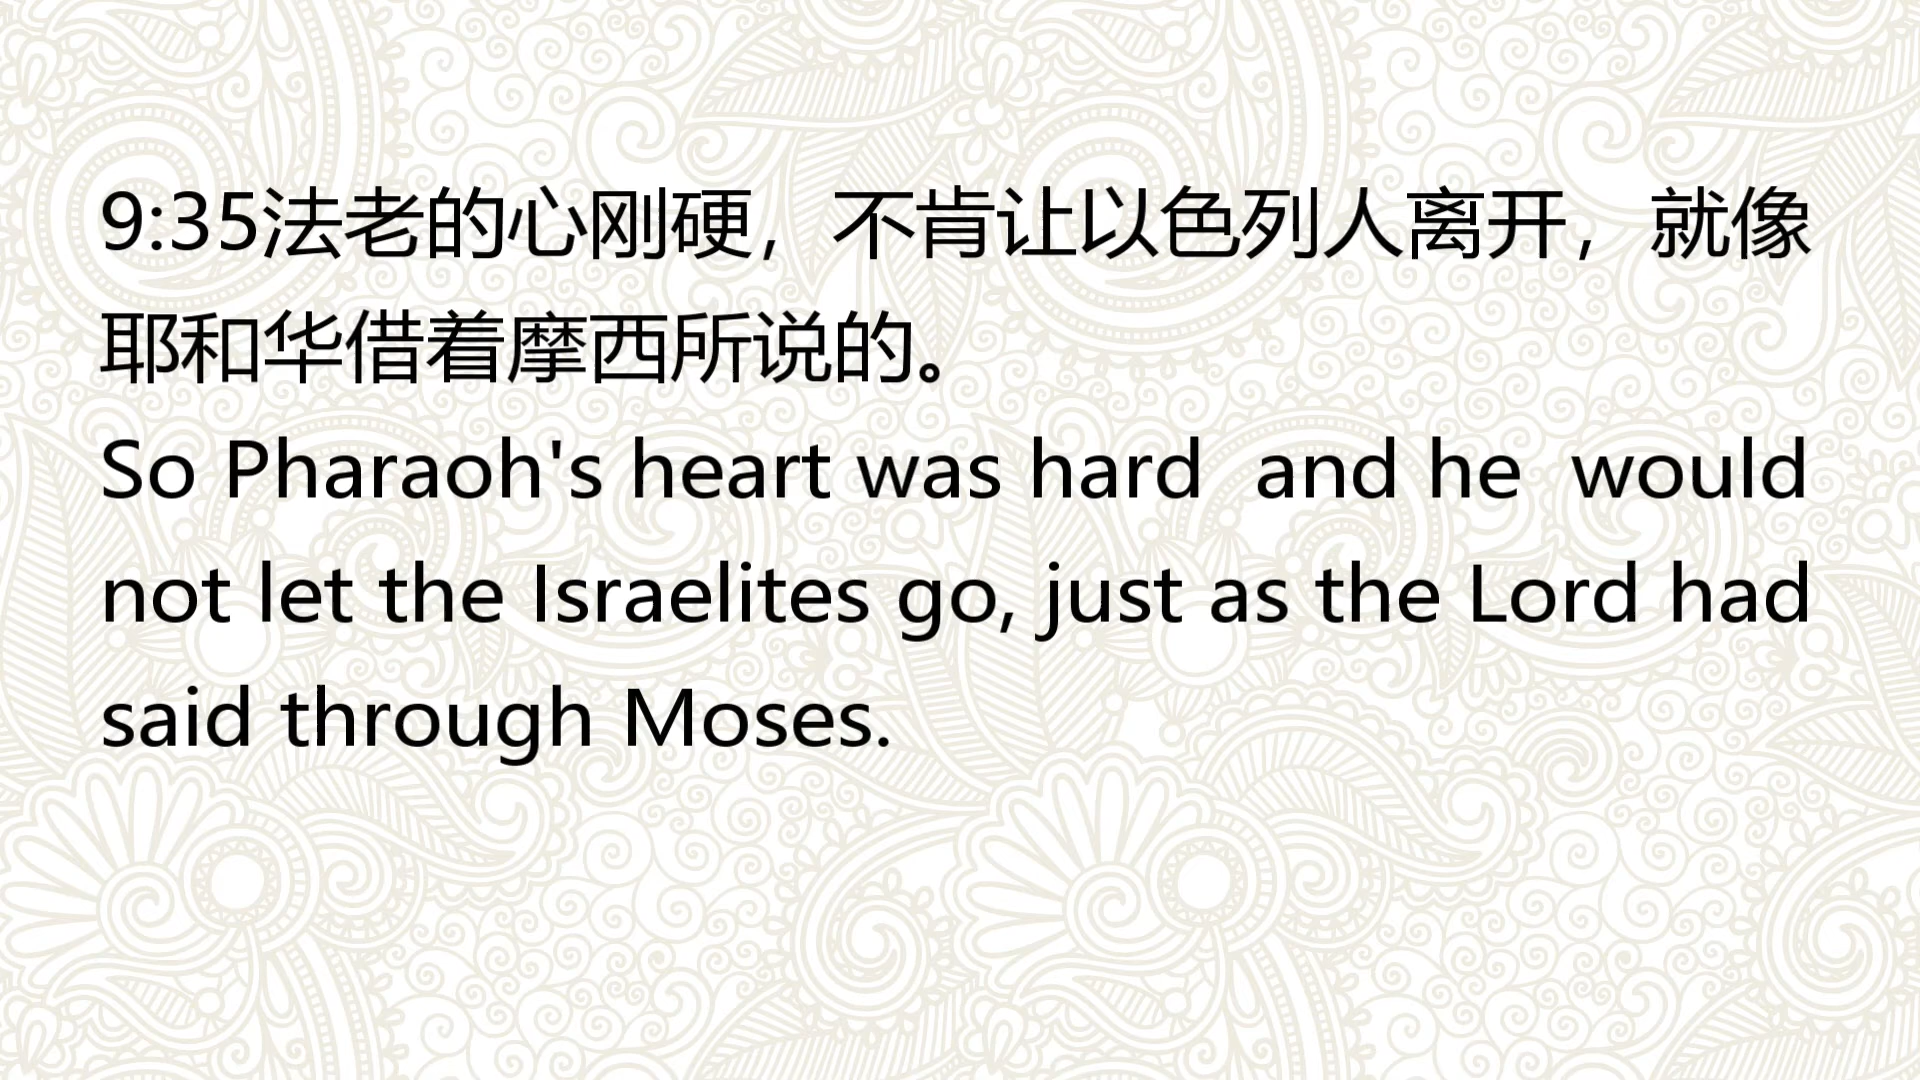 9:35法老的心刚硬，不肯让以色列人离开，就像
耶和华借着摩西所说的。
So Pharaoh's heart was hard  and he  would
not let the Israelites go, just as the Lord had
said through Moses.